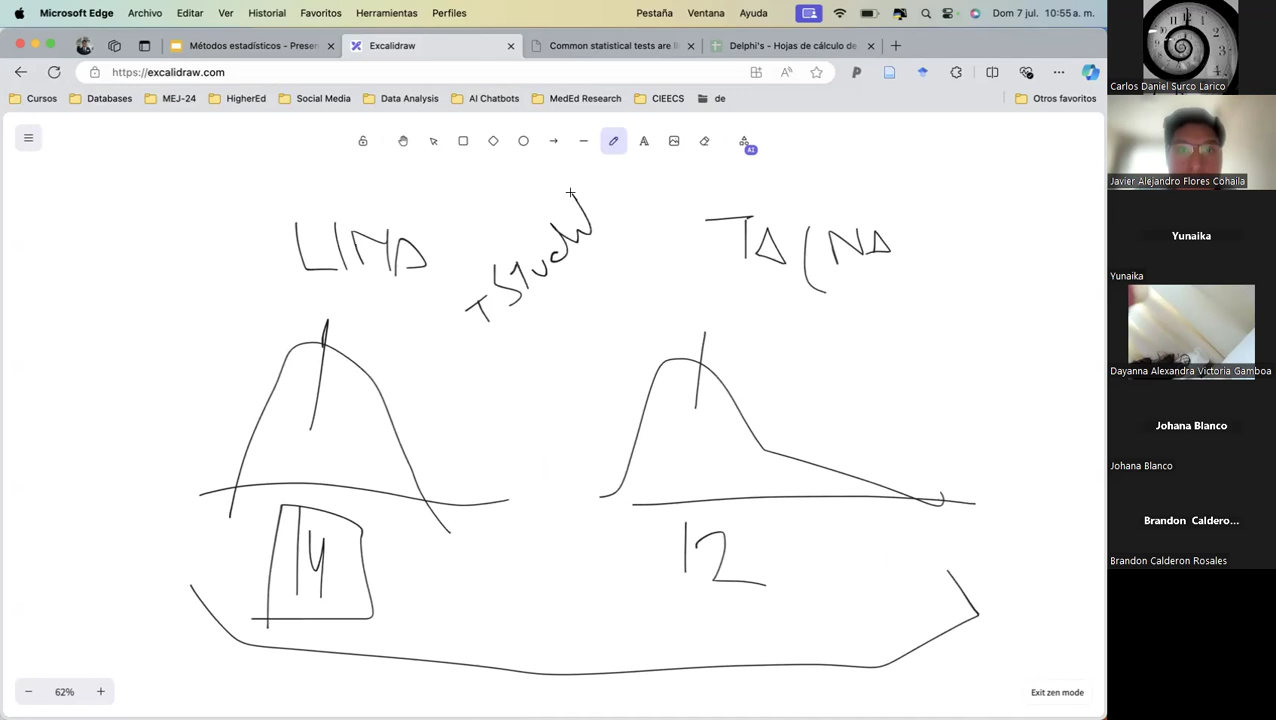 Microsoft Edge Archivo Editar Ver Historial Favoritos Herramientas Perfiles Pestaña Ventana Ayuda Dom 7 jul. 10:55 a. m.
Métodos estadísticos - Presen Excalidraw Common statistical tests are li Delphi's - Hojas de cálculo de
https://excalidraw.com
Cursos Databases MEJ-24 HigherEd Social Media Data Analysis AI Chatbots MedEd Research CIEECS de Otros favoritos
AI
LIMA
T Stud
TACNA
14
12
62%
Exit zen mode
Carlos Daniel Surco Larico
Javier Alejandro Flores Cohaila
Yunaika
Yunaika
Dayanna Alexandra Victoria Gamboa
Johana Blanco
Johana Blanco
Brandon Caldero...
Brandon Calderon Rosales